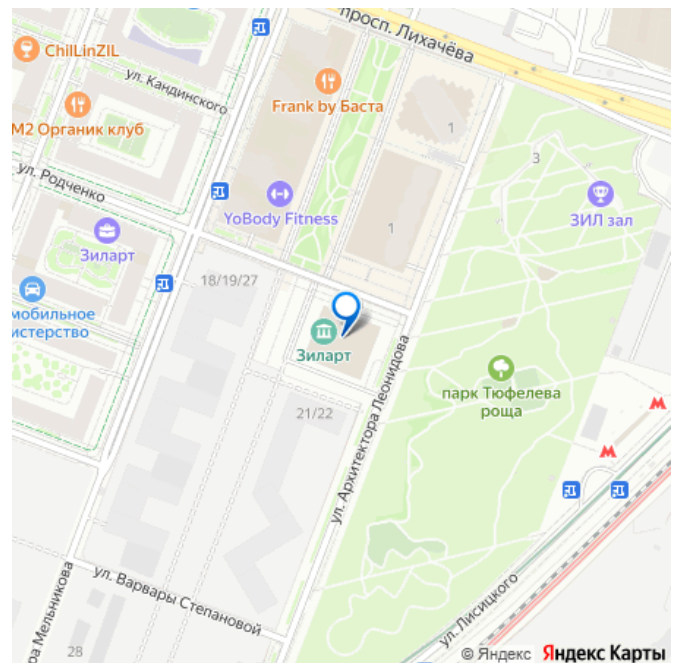 просп. Лихачёва
ChilLinZIL
ул. Кандинского
Frank by Баста
М2 Органик клуб
1
3
ул. Родченко
YoBody Fitness
ЗИЛ зал
1
Зиларт
18/19/27
мобильное
истерство
Зиларт
ул. Архитектора Леонидова
парк Тюфелева
роща
21/22
ул. Варвары Степановой
ул. Лисицкого
ра Мельникова
28
© Яндекс Яндекс Карты